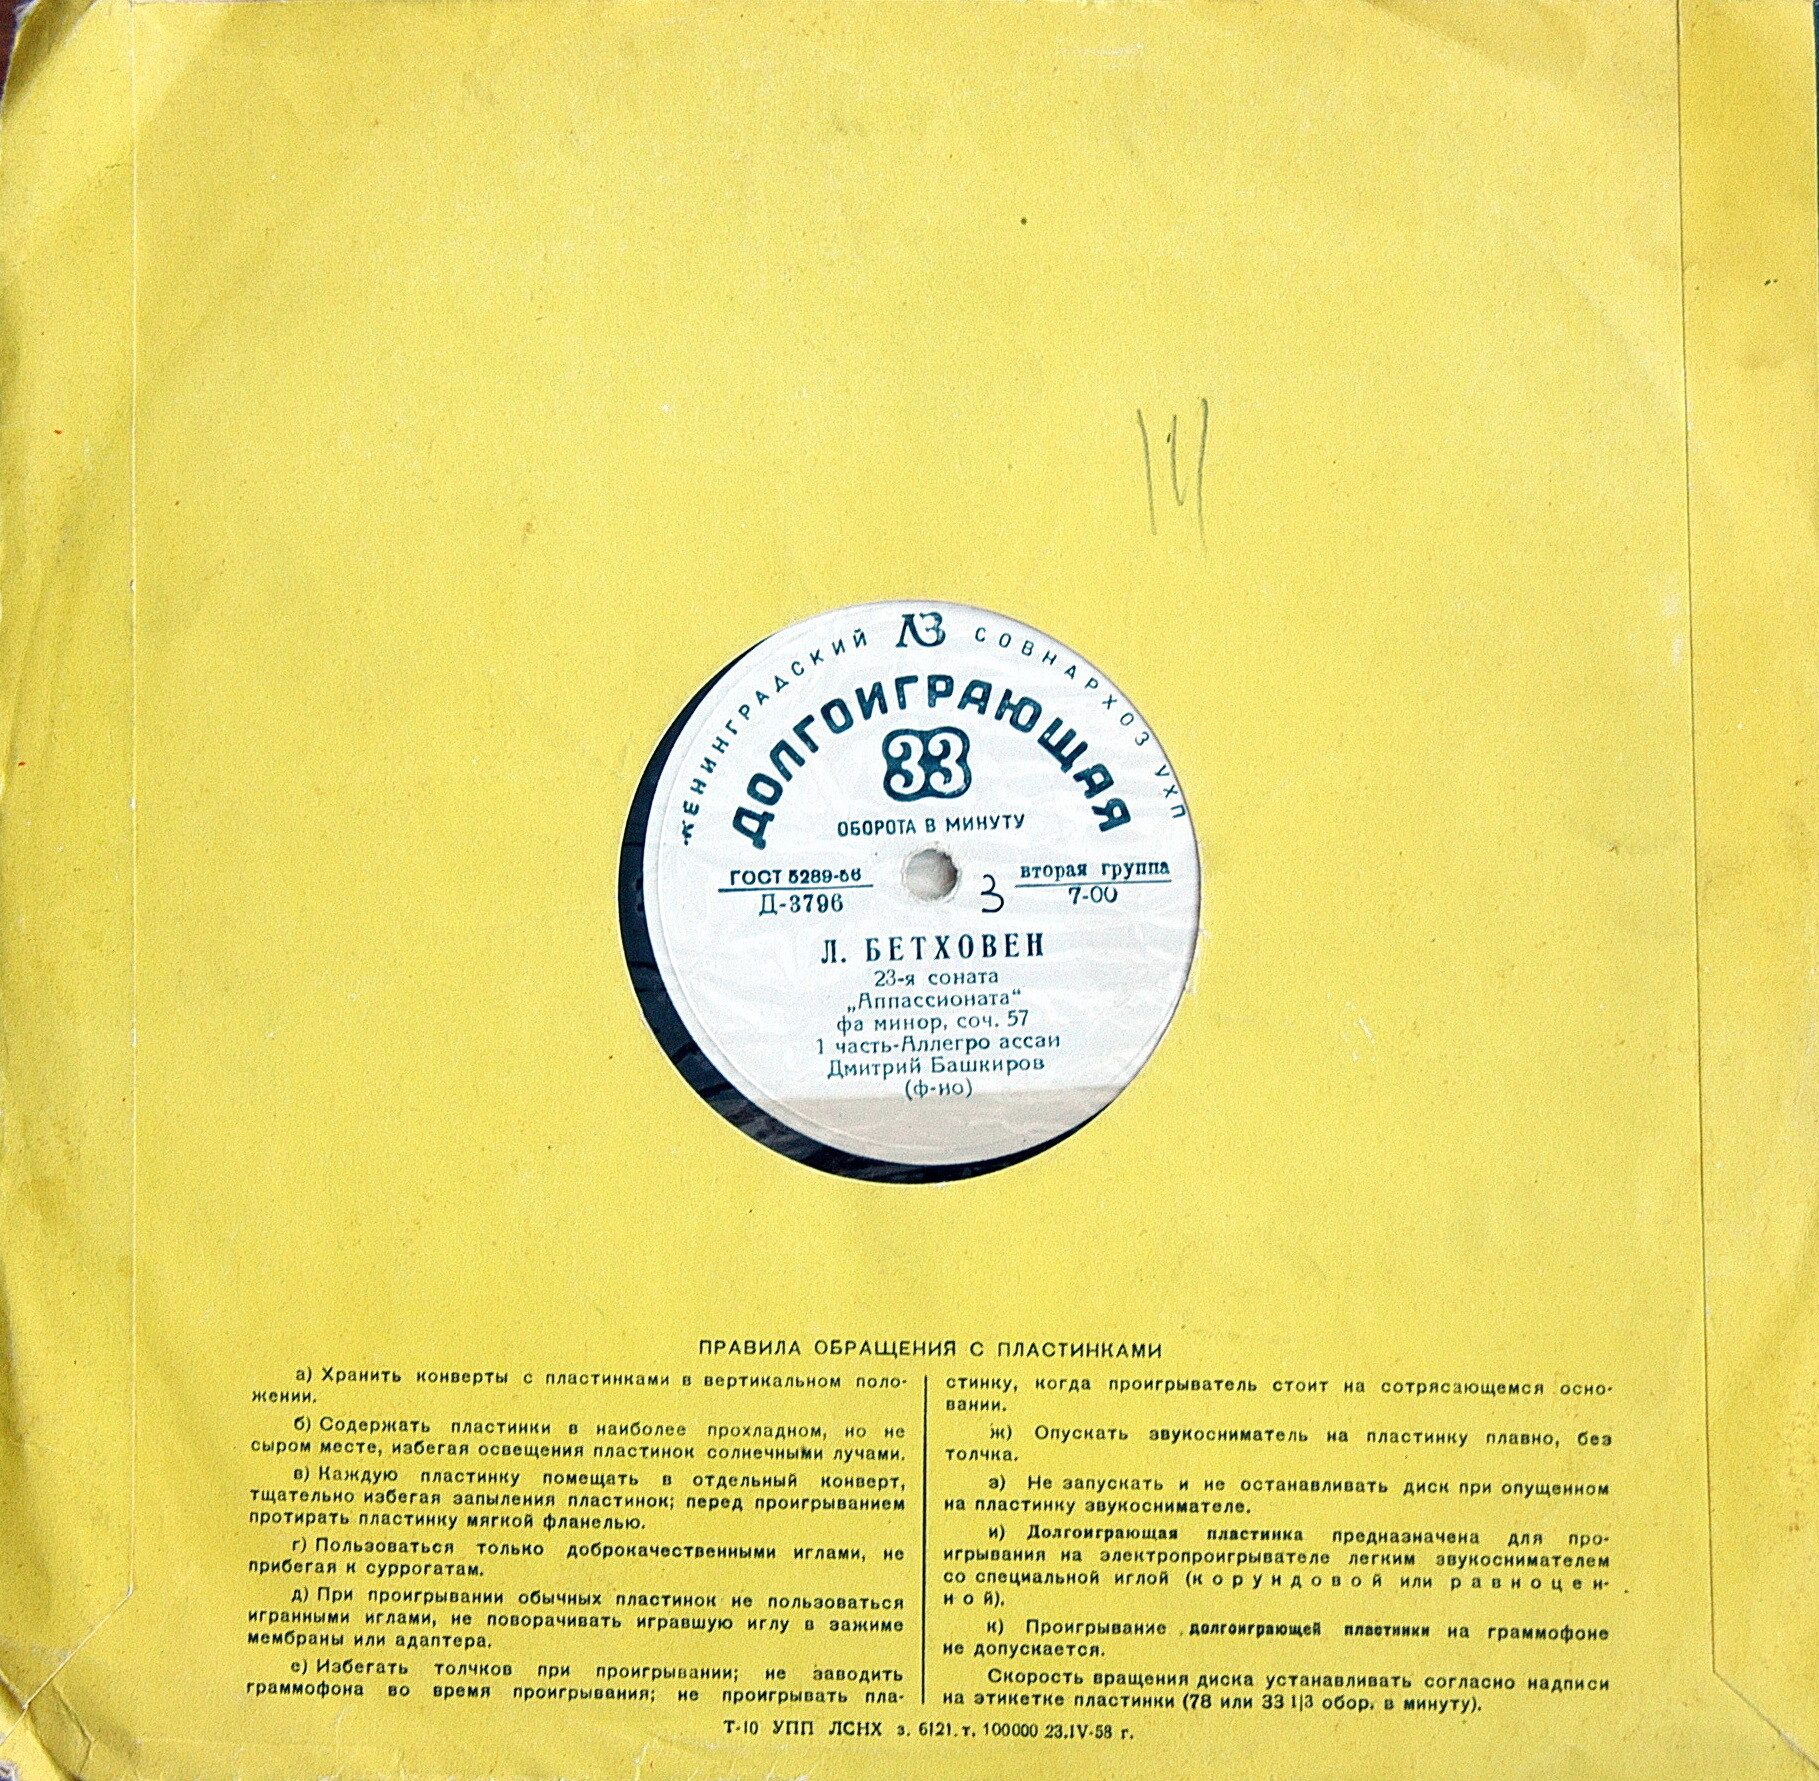 ЛЕНИНГРАДСКИЙ ЛЗ СОВНАРХОЗ УХП
ДОЛГОИГРАЮЩАЯ
33
ОБОРОТА В МИНУТУ
ГОСТ 5289-56
Д-3796
3
вторая группа
7-00
Л. БЕТХОВЕН
23-я соната
„Аппассионата“
фа минор, соч. 57
1 часть-Аллегро ассаи
Дмитрий Башкиров
(ф-но)
ПРАВИЛА ОБРАЩЕНИЯ С ПЛАСТИНКАМИ
а) Хранить конверты с пластинками в вертикальном поло-
жении.
б) Содержать пластинки в наиболее прохладном, но не
сыром месте, избегая освещения пластинок солнечными лучами.
в) Каждую пластинку помещать в отдельный конверт,
тщательно избегая запыления пластинок; перед проигрыванием
протирать пластинку мягкой фланелью.
г) Пользоваться только доброкачественными иглами, не
прибегая к суррогатам.
д) При проигрывании обычных пластинок не пользоваться
игранными иглами, не поворачивать игравшую иглу в зажиме
мембраны или адаптера.
е) Избегать толчков при проигрывании; не заводить
граммофона во время проигрывания; не проигрывать пла-
стинку, когда проигрыватель стоит на сотрясающемся осно-
вании.
ж) Опускать звукосниматель на пластинку плавно, без
толчка.
з) Не запускать и не останавливать диск при опущенном
на пластинку звукоснимателе.
и) Долгоиграющая пластинка предназначена для про-
игрывания на электропроигрывателе легким звукоснимателем
со специальной иглой (корундовой или равноцен-
ной).
к) Проигрывание долгоиграющей пластинки на граммофоне
не допускается.
Скорость вращения диска устанавливать согласно надписи
на этикетке пластинки (78 или 33 1|3 обор. в минуту).
Т-10 УПП ЛСНХ з. 6121. т. 100000 23.IV-58 г.